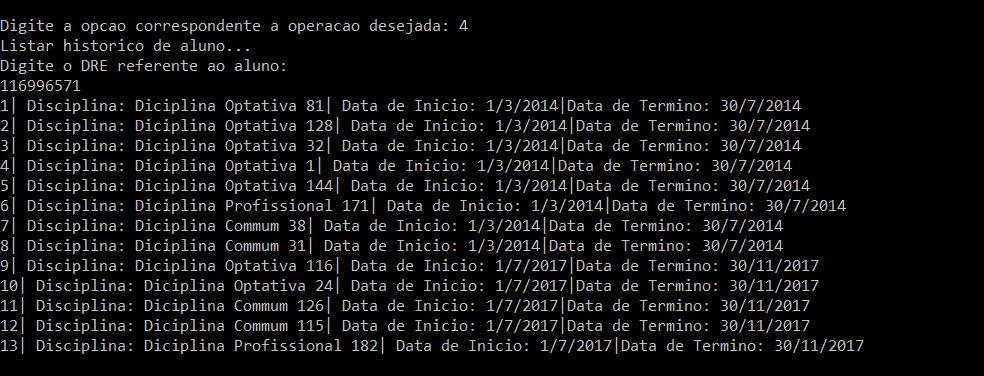 Digite a opcao correspondente a operacao desejada: 4
Listar historico de aluno...
Digite o DRE referente ao aluno:
116996571
1| Disciplina: Diciplina Optativa 81| Data de Inicio: 1/3/2014|Data de Termino: 30/7/2014
2| Disciplina: Diciplina Optativa 128| Data de Inicio: 1/3/2014|Data de Termino: 30/7/2014
3| Disciplina: Diciplina Optativa 32| Data de Inicio: 1/3/2014|Data de Termino: 30/7/2014
4| Disciplina: Diciplina Optativa 1| Data de Inicio: 1/3/2014|Data de Termino: 30/7/2014
5| Disciplina: Diciplina Optativa 144| Data de Inicio: 1/3/2014|Data de Termino: 30/7/2014
6| Disciplina: Diciplina Profissional 171| Data de Inicio: 1/3/2014|Data de Termino: 30/7/2014
7| Disciplina: Diciplina Commum 38| Data de Inicio: 1/3/2014|Data de Termino: 30/7/2014
8| Disciplina: Diciplina Commum 31| Data de Inicio: 1/3/2014|Data de Termino: 30/7/2014
9| Disciplina: Diciplina Optativa 116| Data de Inicio: 1/7/2017|Data de Termino: 30/11/2017
10| Disciplina: Diciplina Optativa 24| Data de Inicio: 1/7/2017|Data de Termino: 30/11/2017
11| Disciplina: Diciplina Commum 126| Data de Inicio: 1/7/2017|Data de Termino: 30/11/2017
12| Disciplina: Diciplina Commum 115| Data de Inicio: 1/7/2017|Data de Termino: 30/11/2017
13| Disciplina: Diciplina Profissional 182| Data de Inicio: 1/7/2017|Data de Termino: 30/11/2017